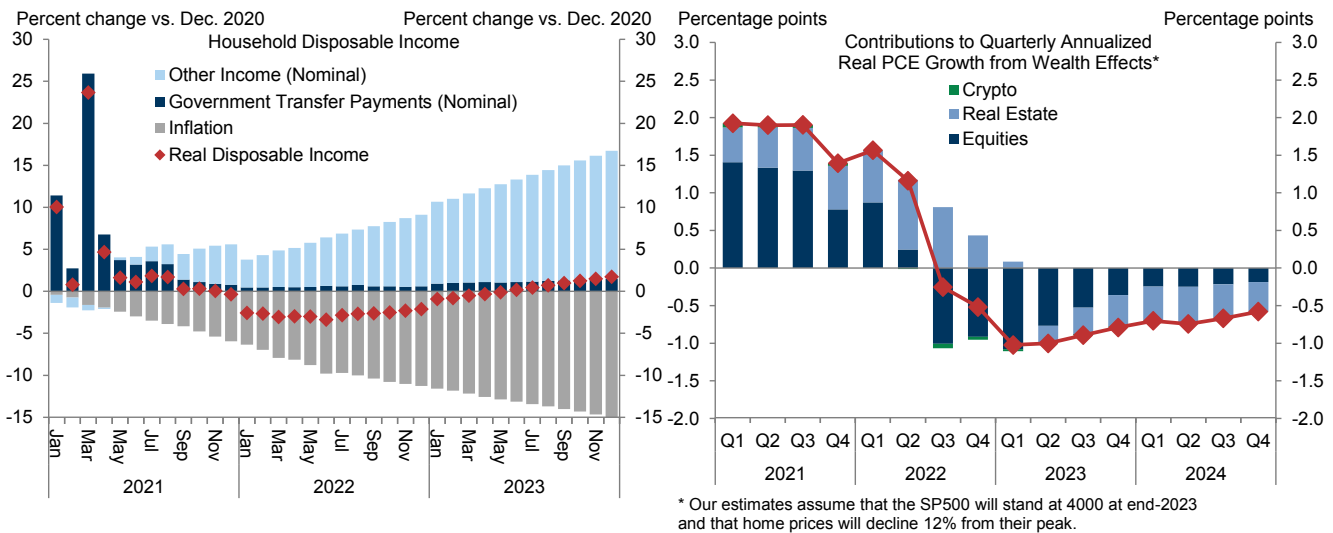 Percent change vs. Dec. 2020
Percent change vs. Dec. 2020
Household Disposable Income
Other Income (Nominal)
Government Transfer Payments (Nominal)
Inflation
Real Disposable Income
30
25
20
15
10
5
0
-5
-10
-15
30
25
20
15
10
5
0
-5
-10
-15
Jan
Mar
May
Jul
Sep
Nov
Jan
Mar
May
Jul
Sep
Nov
Jan
Mar
May
Jul
Sep
Nov
2021
2022
2023
Percentage points
Percentage points
Contributions to Quarterly Annualized
Real PCE Growth from Wealth Effects*
Crypto
Real Estate
Equities
3.0
2.5
2.0
1.5
1.0
0.5
0.0
-0.5
-1.0
-1.5
-2.0
3.0
2.5
2.0
1.5
1.0
0.5
0.0
-0.5
-1.0
-1.5
-2.0
Q1 Q2 Q3 Q4 Q1 Q2 Q3 Q4 Q1 Q2 Q3 Q4 Q1 Q2 Q3 Q4
2021 2022 2023 2024
* Our estimates assume that the SP500 will stand at 4000 at end-2023
and that home prices will decline 12% from their peak.